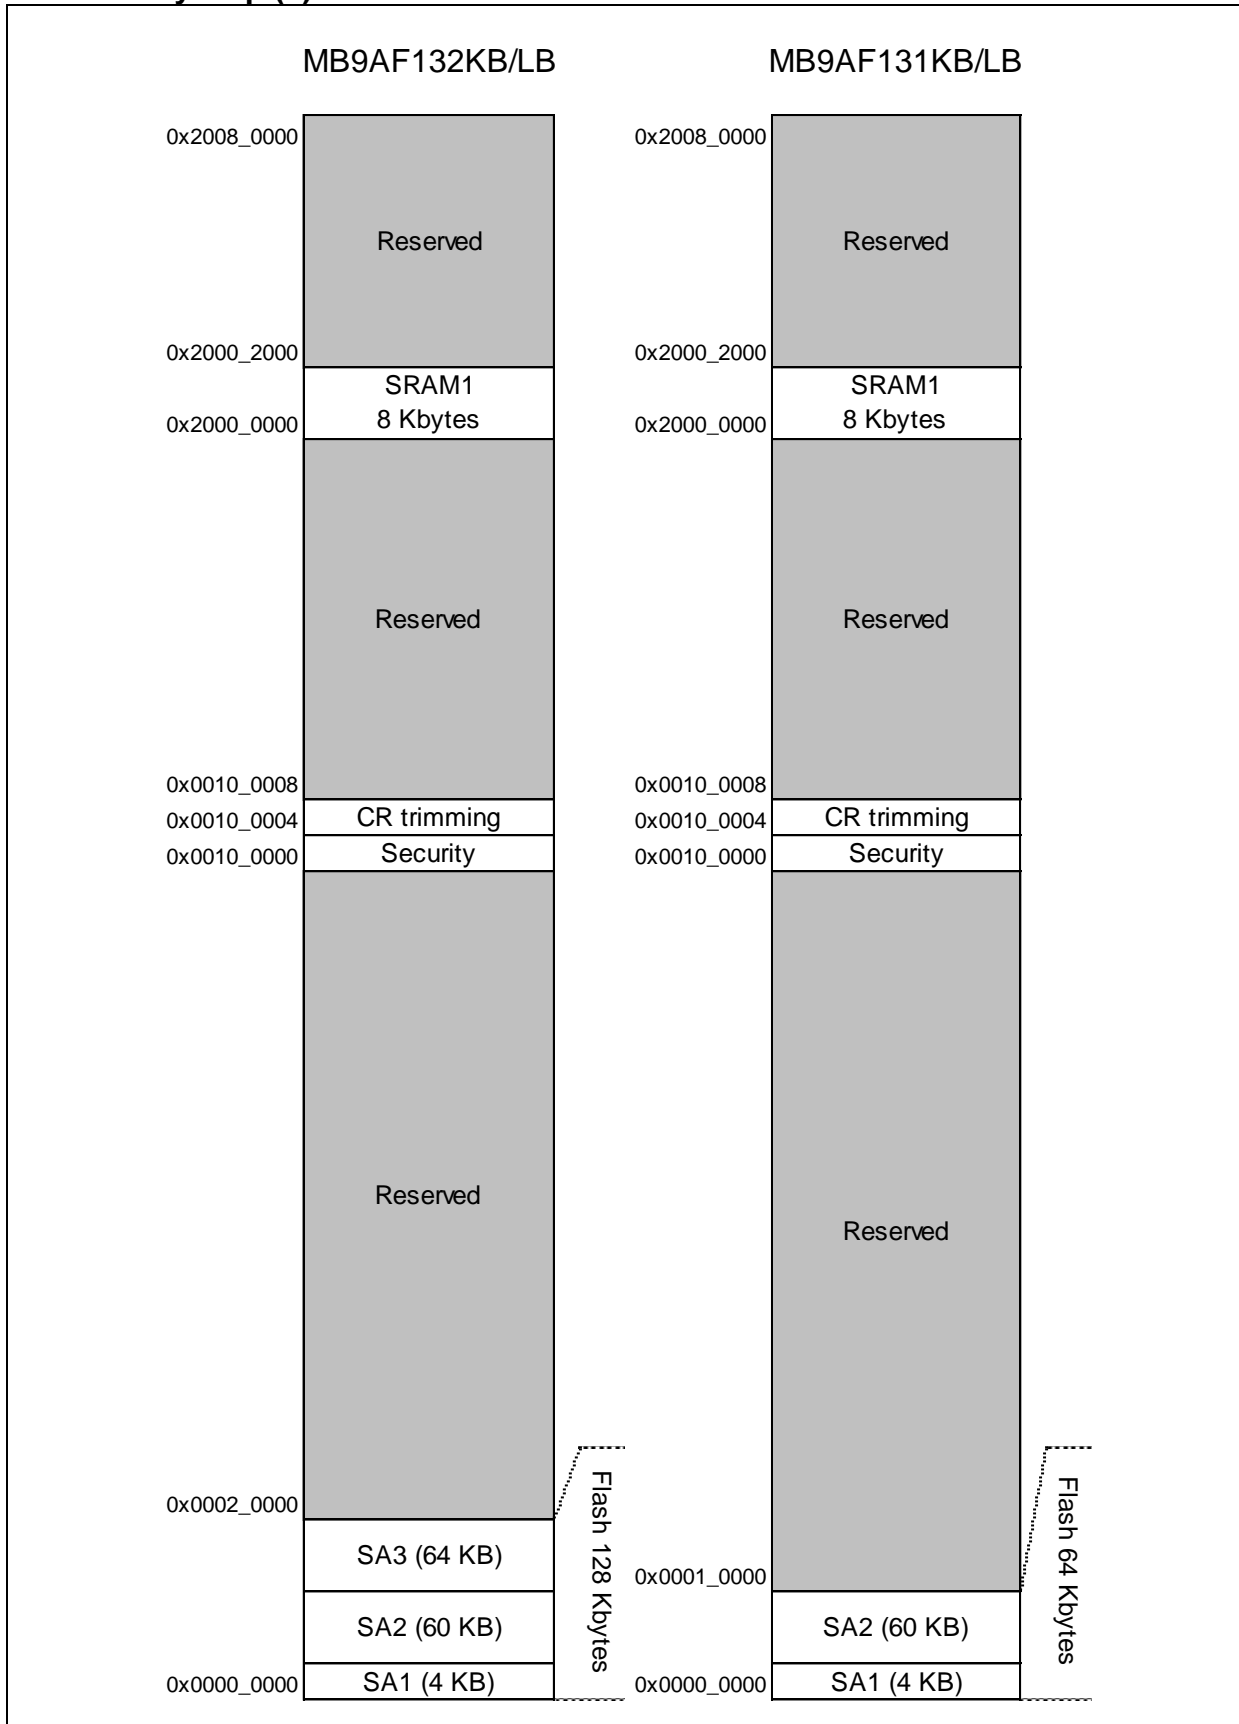 MB9AF132KB/LB
0x2008_0000
Reserved
0x2000_2000
SRAM1
8 Kbytes
0x2000_0000
Reserved
0x0010_0008
CR trimming
0x0010_0004
Security
0x0010_0000
Reserved
0x0002_0000
SA3 (64 KB)
SA2 (60 KB)
SA1 (4 KB)
0x0000_0000
Flash 128 Kbytes
MB9AF131KB/LB
0x2008_0000
Reserved
0x2000_2000
SRAM1
8 Kbytes
0x2000_0000
Reserved
0x0010_0008
CR trimming
0x0010_0004
Security
0x0010_0000
Reserved
0x0001_0000
SA2 (60 KB)
SA1 (4 KB)
0x0000_0000
Flash 64 Kbytes